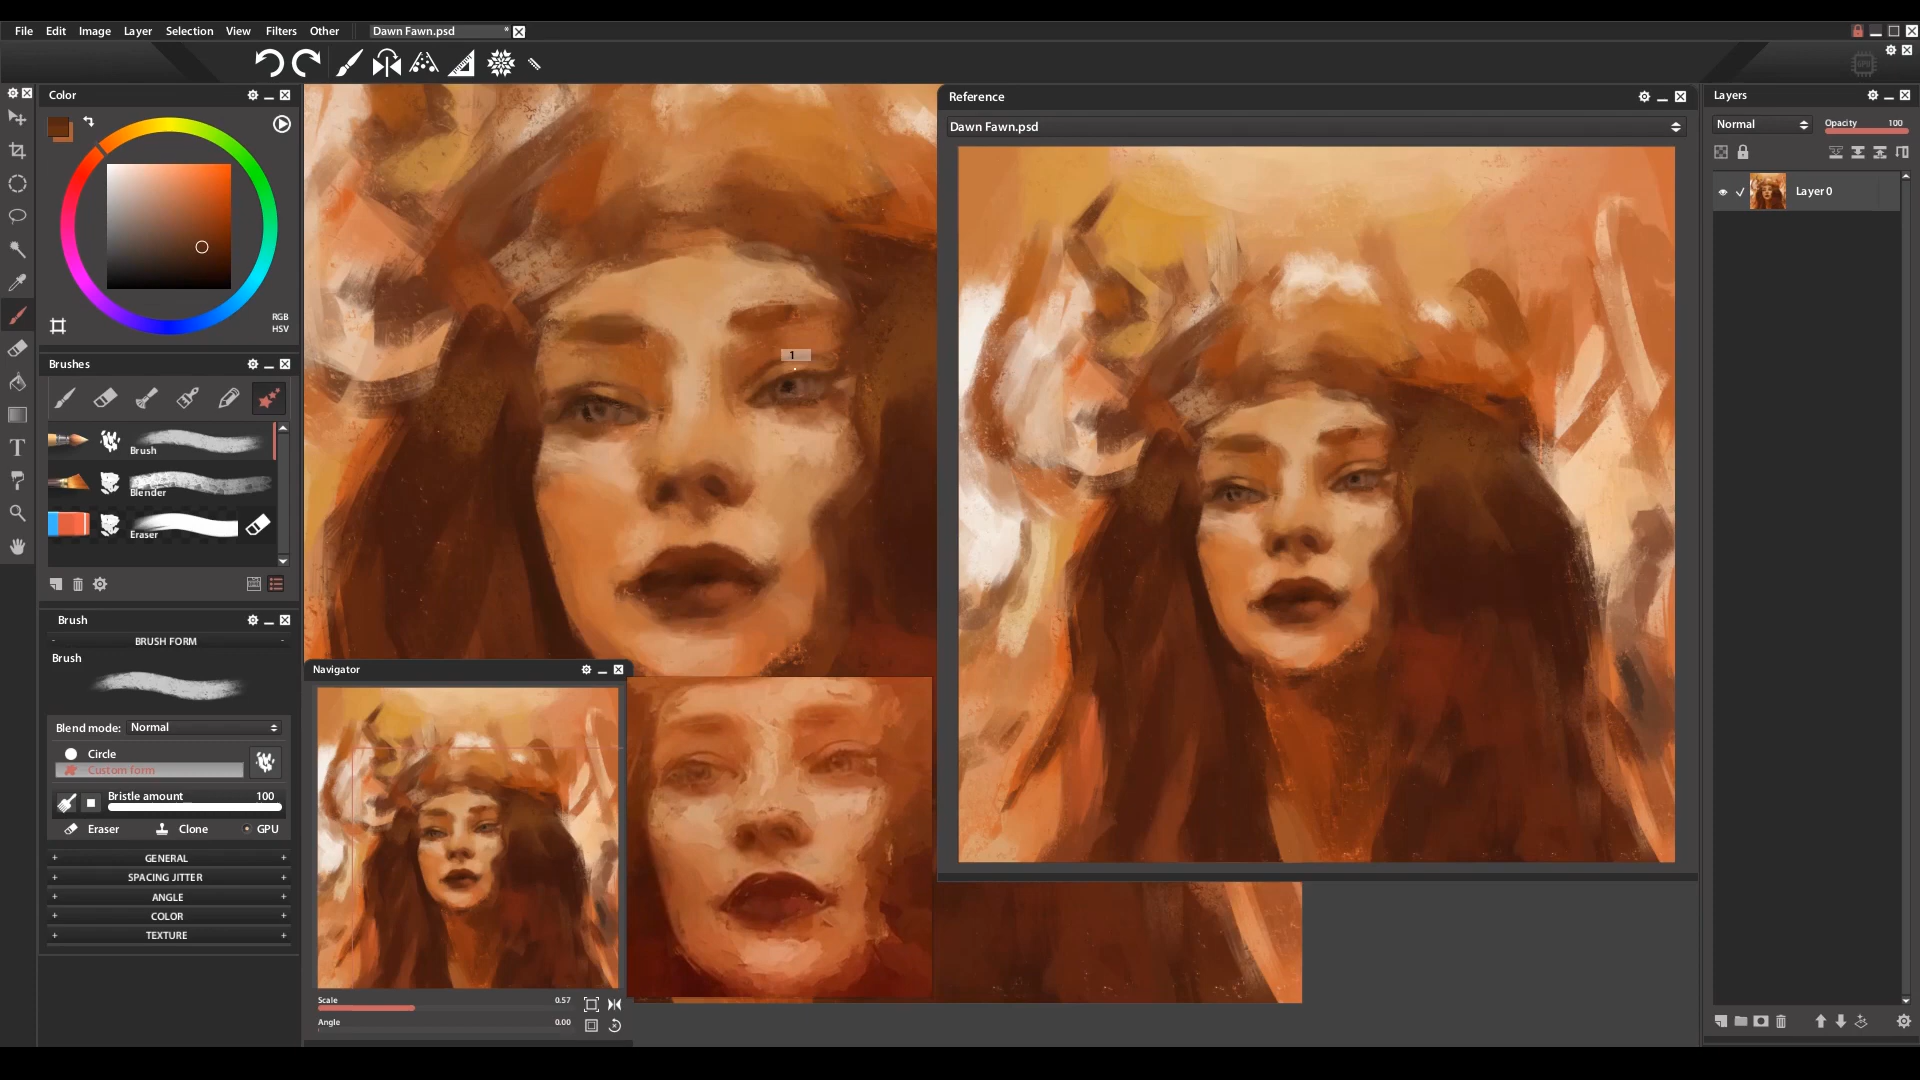 File Edit Image Layer Selection View Filters Other Dawn Fawn.psd *
Color
RGB
HSV
Brushes
Brush
Blender
Eraser
Brush
BRUSH FORM
Brush
Blend mode: Normal
Circle
Custom form
Bristle amount 100
Eraser Clone GPU
+ GENERAL +
+ SPACING JITTER +
+ ANGLE +
+ COLOR +
+ TEXTURE +
1
Navigator
Scale 0.57
Angle 0.00
Reference
Dawn Fawn.psd
GPU
Layers
Normal Opacity 100
Layer 0